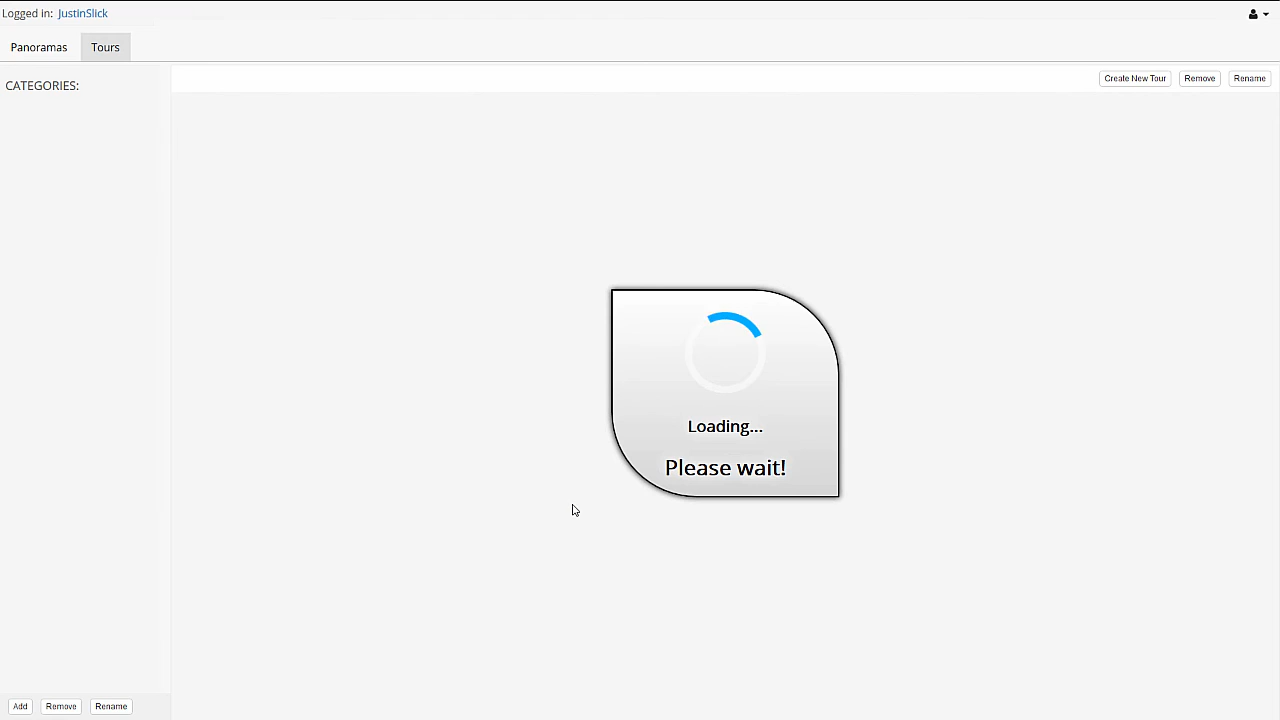 Logged in: JustinSlick
Panoramas Tours
CATEGORIES:
Create New Tour Remove Rename
Loading...
Please wait!
Add Remove Rename